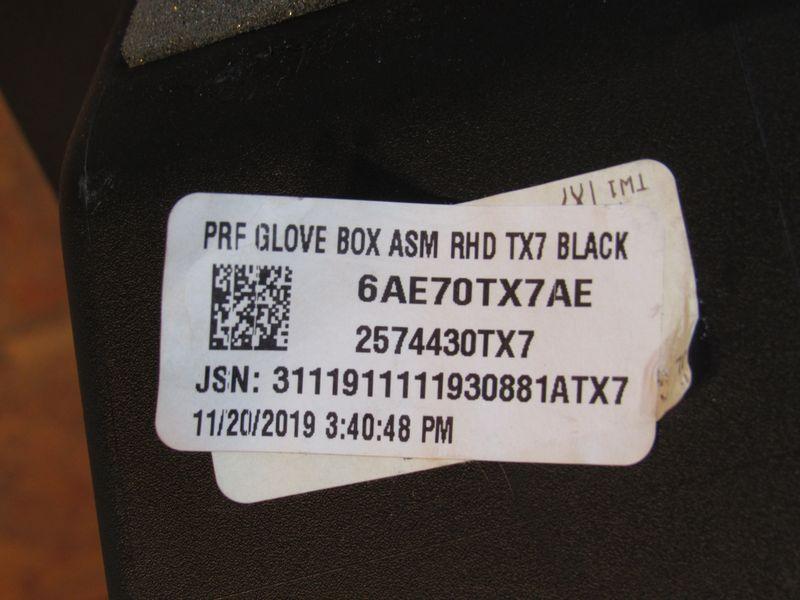 PRF GLOVE BOX ASM RHD TX7 BLACK
6AE70TX7AE
2574430TX7
JSN: 3111911111930881ATX7
11/20/2019 3:40:48 PM